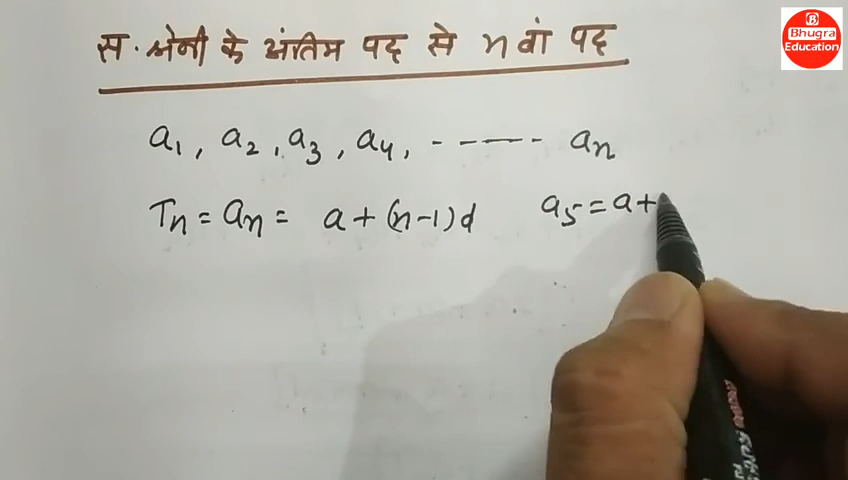 स. श्रेणी के अंतिम पद से n वां पद
a₁, a₂, a₃, a₄, ------ aₙ
Tₙ = aₙ = a + (n-1)d a₅ = a+
B
Bhugra
Education